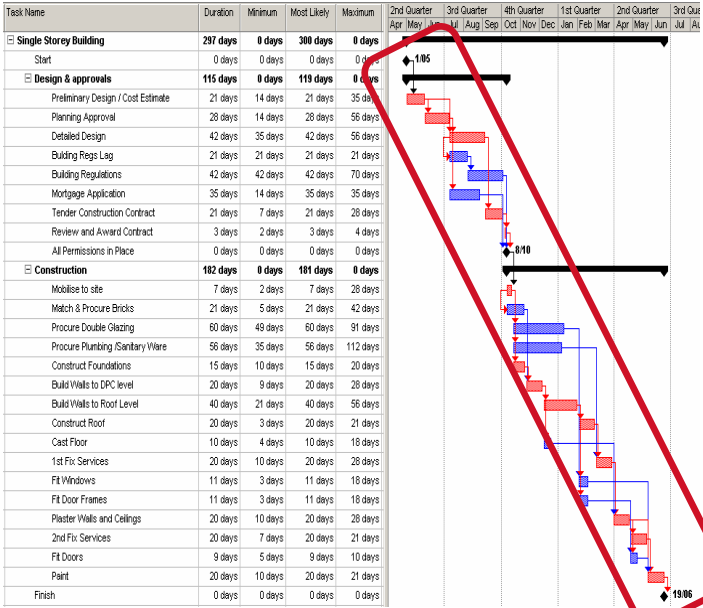 Task Name Duration Minimum Most Likely Maximum 2nd Quarter 3rd Quarter 4th Quarter 1st Quarter 2nd Quarter 3rd Qua
Apr May Jun Jul Aug Sep Oct Nov Dec Jan Feb Mar Apr May Jun Jul Au
Single Storey Building 297 days 0 days 300 days 0 days
Start 0 days 0 days 0 days 0 days 1/05
Design & approvals 115 days 0 days 119 days 0 days
Preliminary Design / Cost Estimate 21 days 14 days 21 days 35 days
Planning Approval 28 days 14 days 28 days 56 days
Detailed Design 42 days 35 days 42 days 56 days
Building Regs Lag 21 days 21 days 21 days 21 days
Building Regulations 42 days 42 days 42 days 70 days
Mortgage Application 35 days 14 days 35 days 35 days
Tender Construction Contract 21 days 7 days 21 days 28 days
Review and Award Contract 3 days 2 days 3 days 4 days
All Permissions in Place 0 days 0 days 0 days 0 days 8/10
Construction 182 days 0 days 181 days 0 days
Mobilise to site 7 days 2 days 7 days 28 days
Match & Procure Bricks 21 days 5 days 21 days 42 days
Procure Double Glazing 60 days 49 days 60 days 91 days
Procure Plumbing /Sanitary Ware 56 days 35 days 56 days 112 days
Construct Foundations 15 days 10 days 15 days 20 days
Build Walls to DPC level 20 days 9 days 20 days 28 days
Build Walls to Roof Level 40 days 21 days 40 days 56 days
Construct Roof 20 days 3 days 20 days 21 days
Cast Floor 10 days 4 days 10 days 18 days
1st Fix Services 20 days 10 days 20 days 28 days
Fit Windows 11 days 3 days 11 days 18 days
Fit Door Frames 11 days 3 days 11 days 18 days
Plaster Walls and Ceilings 20 days 10 days 20 days 28 days
2nd Fix Services 20 days 7 days 20 days 21 days
Fit Doors 9 days 5 days 9 days 10 days
Paint 20 days 10 days 20 days 21 days
Finish 0 days 0 days 0 days 0 days 19/06